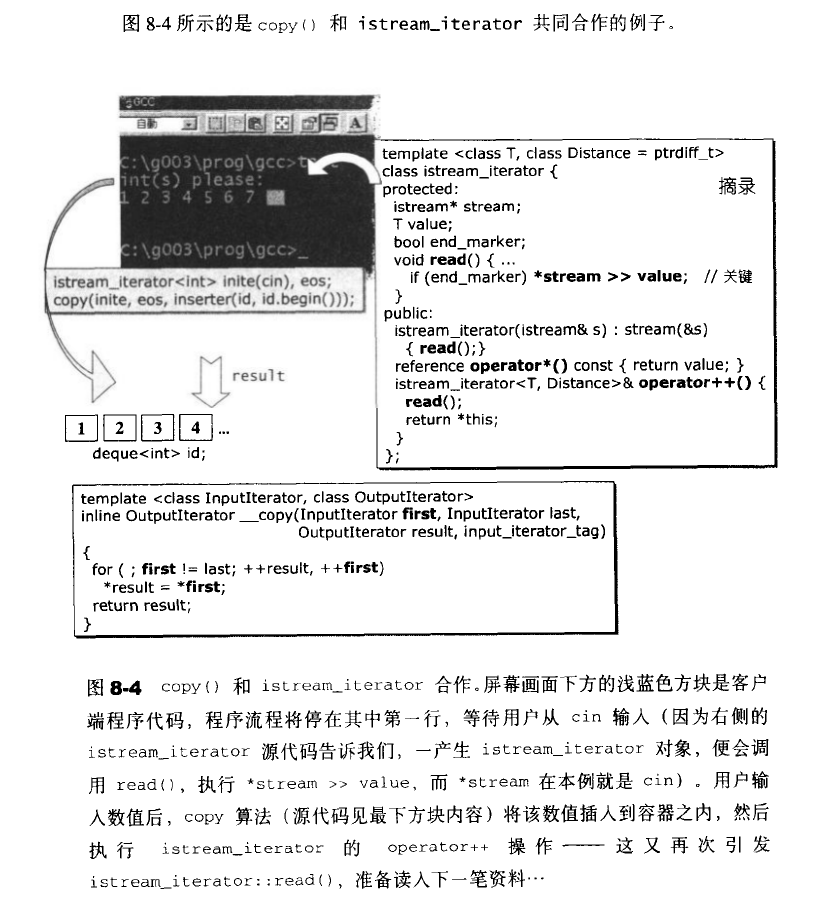 图 8-4 所示的是 copy() 和 istream_iterator 共同合作的例子。
gGCC
自動
A
C:\g003\prog\gcc>
int(s) please:
1 2 3 4 5 6 7
C:\g003\prog\gcc>_
istream_iterator<int> inite(cin), eos;
copy(inite, eos, inserter(id, id.begin()));
result
1 2 3 4 ...
deque<int> id;
template <class T, class Distance = ptrdiff_t>
class istream_iterator {
摘录
protected:
istream* stream;
T value;
bool end_marker;
void read() { ...
if (end_marker) *stream >> value; // 关键
}
public:
istream_iterator(istream& s) : stream(&s)
{ read();}
reference operator*() const { return value; }
istream_iterator<T, Distance>& operator++() {
read();
return *this;
}
};
template <class InputIterator, class OutputIterator>
inline OutputIterator __copy(InputIterator first, InputIterator last,
OutputIterator result, input_iterator_tag)
{
for ( ; first != last; ++result, ++first)
*result = *first;
return result;
}
图 8-4 copy() 和 istream_iterator 合作。屏幕画面下方的浅蓝色方块是客户
端程序代码，程序流程将停在其中第一行，等待用户从 cin 输入（因为右侧的
istream_iterator 源代码告诉我们，一产生 istream_iterator 对象，便会调
用 read()，执行 *stream >> value，而 *stream 在本例就是 cin）。用户输
入数值后，copy 算法（源代码见最下方块内容）将该数值插入到容器之内，然后
执行 istream_iterator 的 operator++ 操作——这又再次引发
istream_iterator::read()，准备读入下一笔资料…